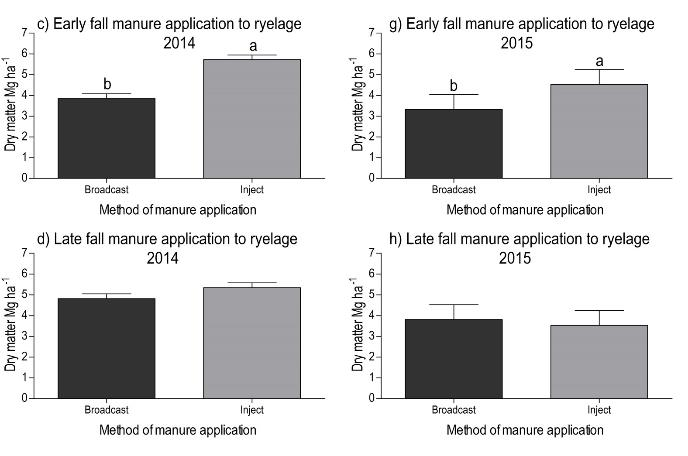 c) Early fall manure application to ryelage
2014
Dry matter Mg ha-1
7
6
5
4
3
2
1
0
b
a
Broadcast
Inject
Method of manure application
g) Early fall manure application to ryelage
2015
Dry matter Mg ha-1
7
6
5
4
3
2
1
0
b
a
Broadcast
Inject
Method of manure application
d) Late fall manure application to ryelage
2014
Dry matter Mg ha-1
7
6
5
4
3
2
1
0
Broadcast
Inject
Method of manure application
h) Late fall manure application to ryelage
2015
Dry matter Mg ha-1
7
6
5
4
3
2
1
0
Broadcast
Inject
Method of manure application